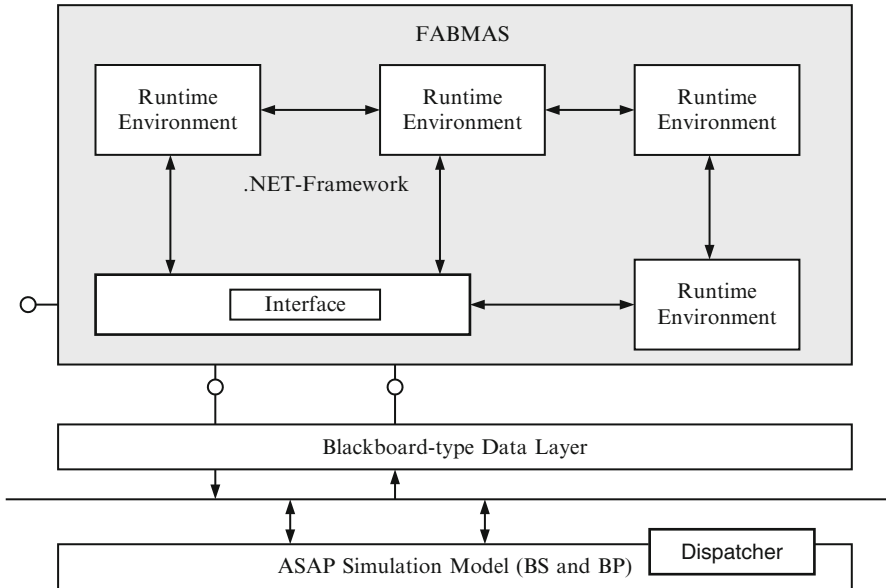 FABMAS
Runtime
Environment
Runtime
Environment
Runtime
Environment
.NET-Framework
Interface
Runtime
Environment
Blackboard-type Data Layer
Dispatcher
ASAP Simulation Model (BS and BP)